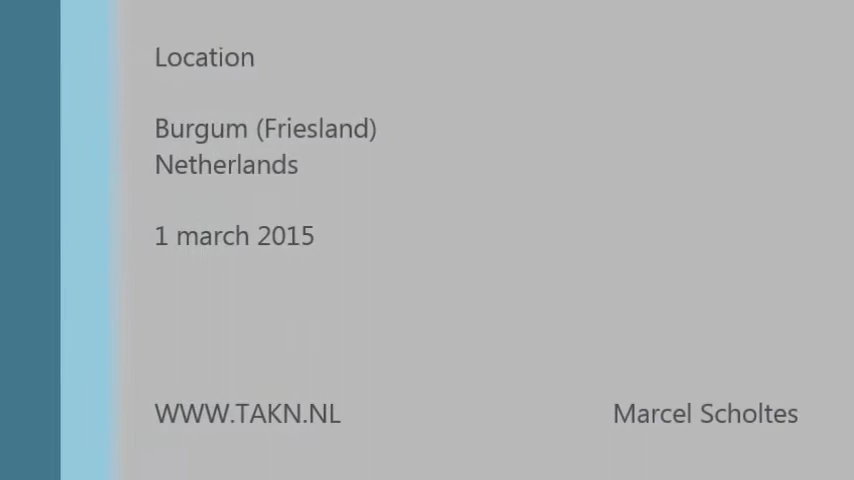 Location
Burgum (Friesland)
Netherlands
1 march 2015
WWW.TAKN.NL
Marcel Scholtes